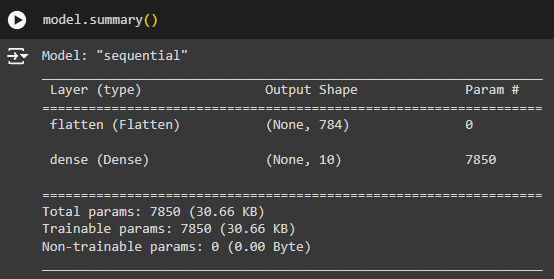 model.summary()
Model: "sequential"
Layer (type) Output Shape Param #
flatten (Flatten) (None, 784) 0
dense (Dense) (None, 10) 7850
Total params: 7850 (30.66 KB)
Trainable params: 7850 (30.66 KB)
Non-trainable params: 0 (0.00 Byte)